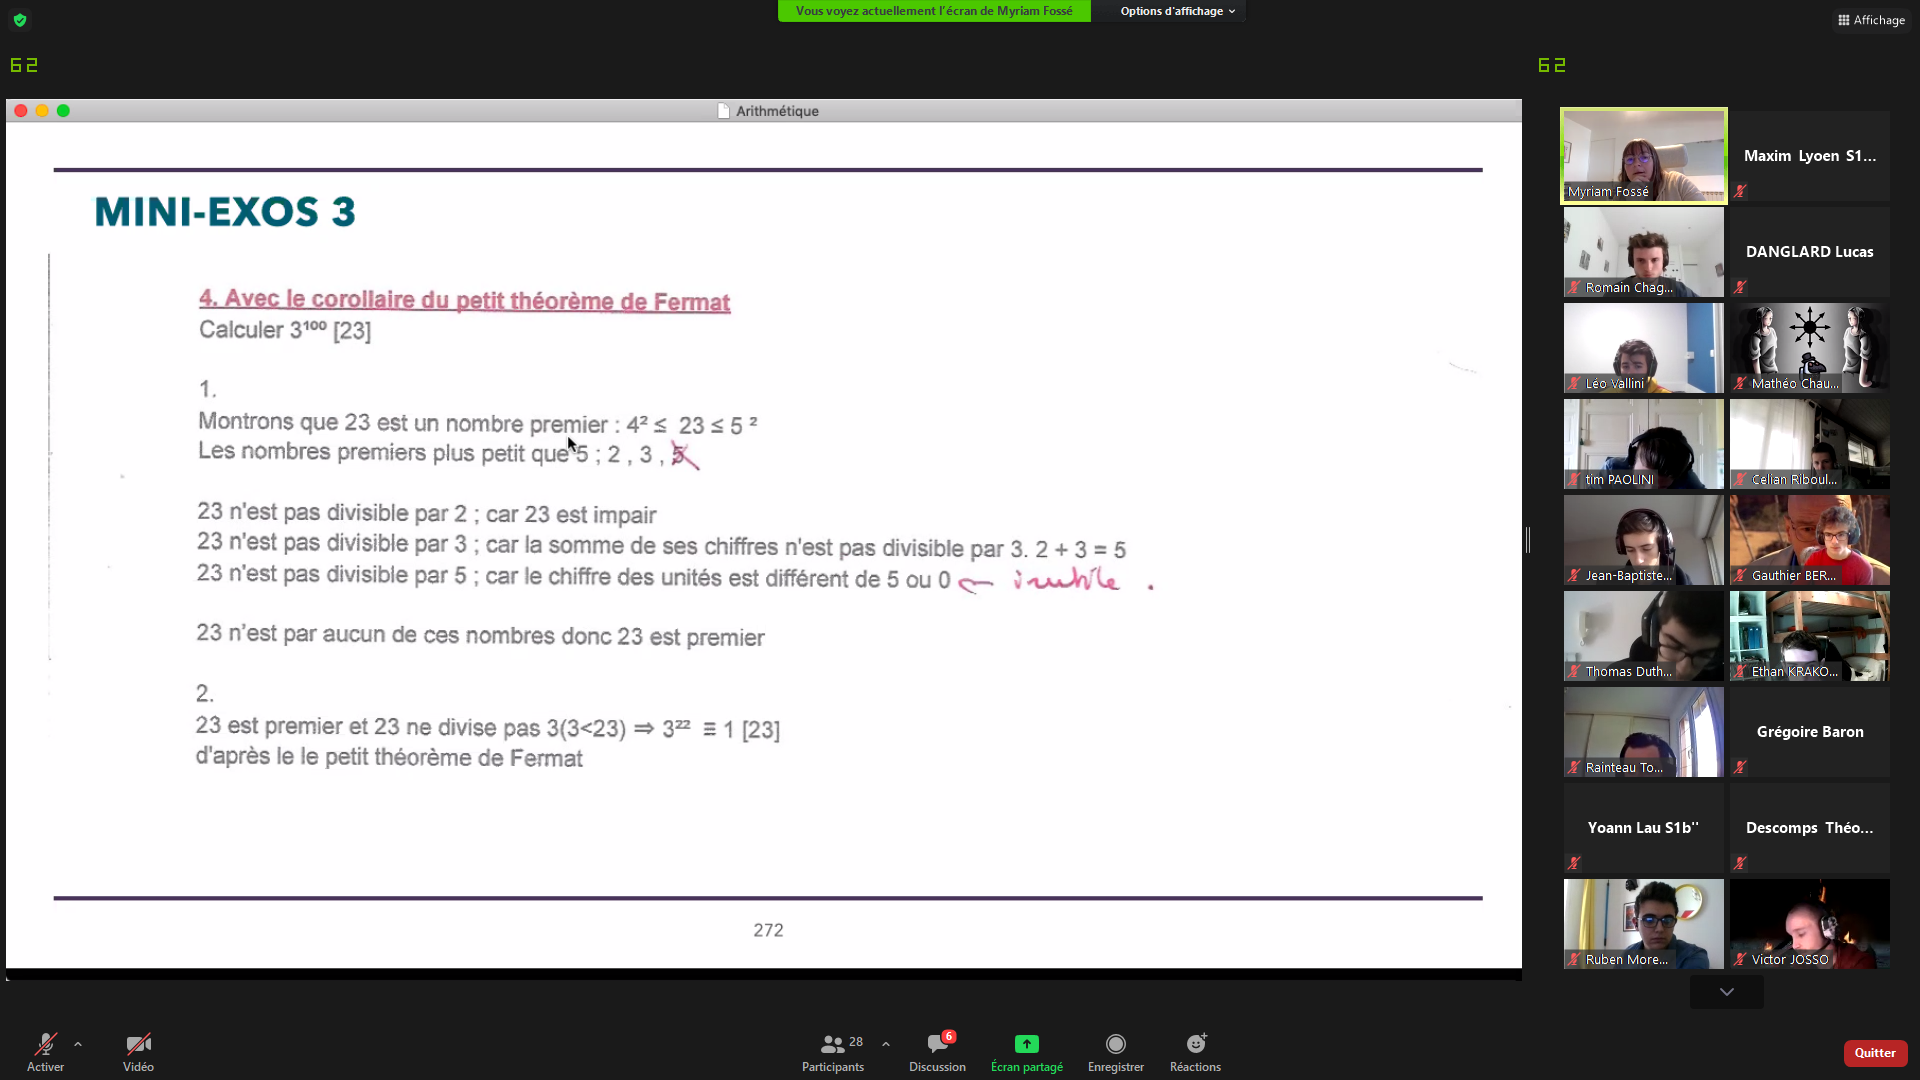 Vous voyez actuellement l'écran de Myriam Fossé
Options d'affichage
Affichage
62
62
Arithmétique
MINI-EXOS 3
4. Avec le corollaire du petit théorème de Fermat
Calculer 3¹⁰⁰ [23]
1.
Montrons que 23 est un nombre premier : 4² ≤ 23 ≤ 5 ²
Les nombres premiers plus petit que 5 ; 2 , 3 , 5
23 n'est pas divisible par 2 ; car 23 est impair
23 n'est pas divisible par 3 ; car la somme de ses chiffres n'est pas divisible par 3. 2 + 3 = 5
23 n'est pas divisible par 5 ; car le chiffre des unités est différent de 5 ou 0 ← inutile .
23 n'est par aucun de ces nombres donc 23 est premier
2.
23 est premier et 23 ne divise pas 3(3<23) ⇒ 3²² ≡ 1 [23]
d'après le le petit théorème de Fermat
272
Myriam Fossé
Maxim Lyoen S1...
Romain Chag...
DANGLARD Lucas
Léo Vallini
Mathéo Chau...
tim PAOLINI
Celian Riboul...
Jean-Baptiste...
Gauthier BER...
Thomas Duth...
Ethan KRAKO...
Rainteau To...
Grégoire Baron
Yoann Lau S1b''
Descomps Théo...
Ruben More...
Victor JOSSO
Activer
Vidéo
Participants
28
Discussion
6
Écran partagé
Enregistrer
Réactions
Quitter